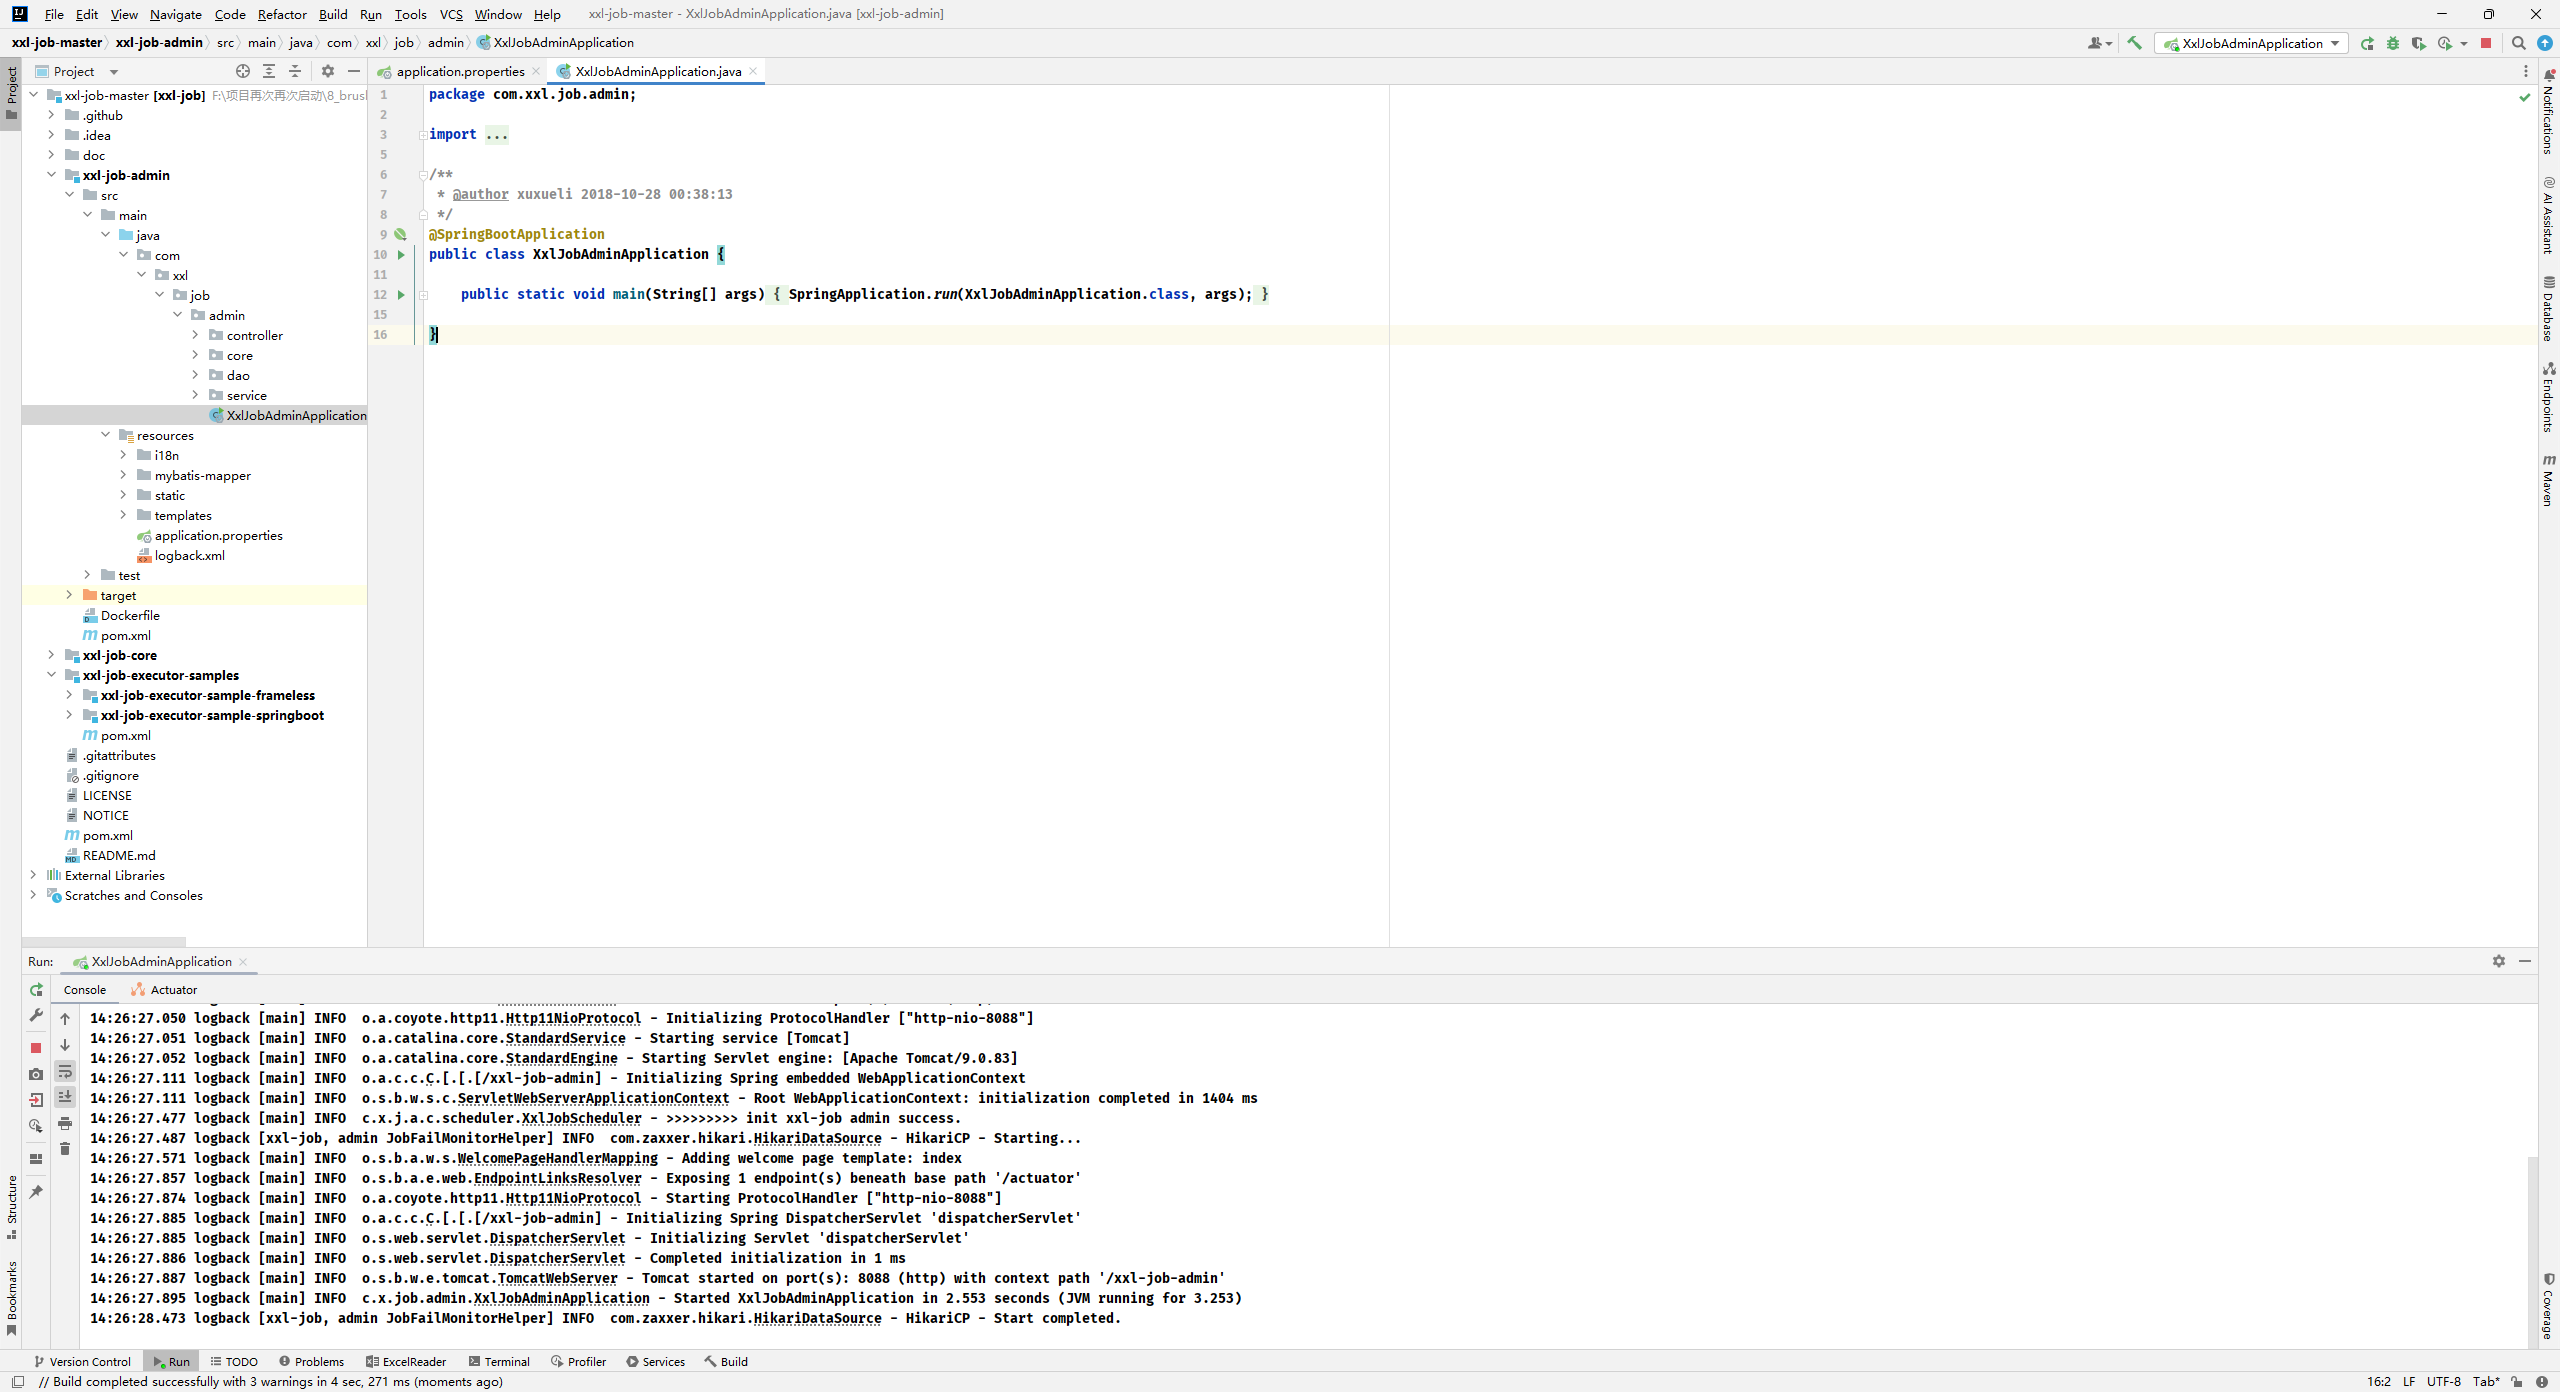 File Edit View Navigate Code Refactor Build Run Tools VCS Window Help xxl-job-master - XxlJobAdminApplication.java [xxl-job-admin]
xxl-job-master xxl-job-admin src main java com xxl job admin XxlJobAdminApplication
XxlJobAdminApplication
Project
application.properties
XxlJobAdminApplication.java
xxl-job-master [xxl-job] F:\项目再次再次启动\8_brus
.github
.idea
doc
xxl-job-admin
src
main
java
com
xxl
job
admin
controller
core
dao
service
XxlJobAdminApplication
resources
i18n
mybatis-mapper
static
templates
application.properties
logback.xml
test
target
Dockerfile
pom.xml
xxl-job-core
xxl-job-executor-samples
xxl-job-executor-sample-frameless
xxl-job-executor-sample-springboot
pom.xml
.gitattributes
.gitignore
LICENSE
NOTICE
pom.xml
README.md
External Libraries
Scratches and Consoles
1 package com.xxl.job.admin;
2
3 import ...
5
6 /**
7 * @author xuxueli 2018-10-28 00:38:13
8 */
9 @SpringBootApplication
10 public class XxlJobAdminApplication {
11
12 public static void main(String[] args) { SpringApplication.run(XxlJobAdminApplication.class, args); }
15
16 }
Project
Structure
Bookmarks
Notifications
AI Assistant
Database
Endpoints
Maven
Coverage
Run: XxlJobAdminApplication
Console Actuator
14:26:27.050 logback [main] INFO o.a.coyote.http11.Http11NioProtocol - Initializing ProtocolHandler ["http-nio-8088"]
14:26:27.051 logback [main] INFO o.a.catalina.core.StandardService - Starting service [Tomcat]
14:26:27.052 logback [main] INFO o.a.catalina.core.StandardEngine - Starting Servlet engine: [Apache Tomcat/9.0.83]
14:26:27.111 logback [main] INFO o.a.c.c.C.[.[.[/xxl-job-admin] - Initializing Spring embedded WebApplicationContext
14:26:27.111 logback [main] INFO o.s.b.w.s.c.ServletWebServerApplicationContext - Root WebApplicationContext: initialization completed in 1404 ms
14:26:27.477 logback [main] INFO c.x.j.a.c.scheduler.XxlJobScheduler - >>>>>>>>> init xxl-job admin success.
14:26:27.487 logback [xxl-job, admin JobFailMonitorHelper] INFO com.zaxxer.hikari.HikariDataSource - HikariCP - Starting...
14:26:27.571 logback [main] INFO o.s.b.a.w.s.WelcomePageHandlerMapping - Adding welcome page template: index
14:26:27.857 logback [main] INFO o.s.b.a.e.web.EndpointLinksResolver - Exposing 1 endpoint(s) beneath base path '/actuator'
14:26:27.874 logback [main] INFO o.a.coyote.http11.Http11NioProtocol - Starting ProtocolHandler ["http-nio-8088"]
14:26:27.885 logback [main] INFO o.a.c.c.C.[.[.[/xxl-job-admin] - Initializing Spring DispatcherServlet 'dispatcherServlet'
14:26:27.885 logback [main] INFO o.s.web.servlet.DispatcherServlet - Initializing Servlet 'dispatcherServlet'
14:26:27.886 logback [main] INFO o.s.web.servlet.DispatcherServlet - Completed initialization in 1 ms
14:26:27.887 logback [main] INFO o.s.b.w.e.tomcat.TomcatWebServer - Tomcat started on port(s): 8088 (http) with context path '/xxl-job-admin'
14:26:27.895 logback [main] INFO c.x.job.admin.XxlJobAdminApplication - Started XxlJobAdminApplication in 2.553 seconds (JVM running for 3.253)
14:26:28.473 logback [xxl-job, admin JobFailMonitorHelper] INFO com.zaxxer.hikari.HikariDataSource - HikariCP - Start completed.
Version Control Run TODO Problems ExcelReader Terminal Profiler Services Build
// Build completed successfully with 3 warnings in 4 sec, 271 ms (moments ago) 16:2 LF UTF-8 Tab*